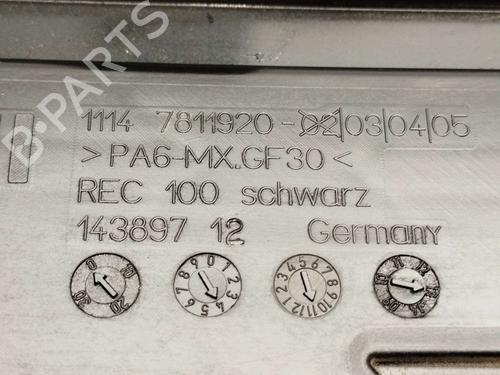 B-PARTS
1114 7811920-02|03|04|05
>PA6-MX.GF30<
REC 100 schwarz
143897 12 Germany